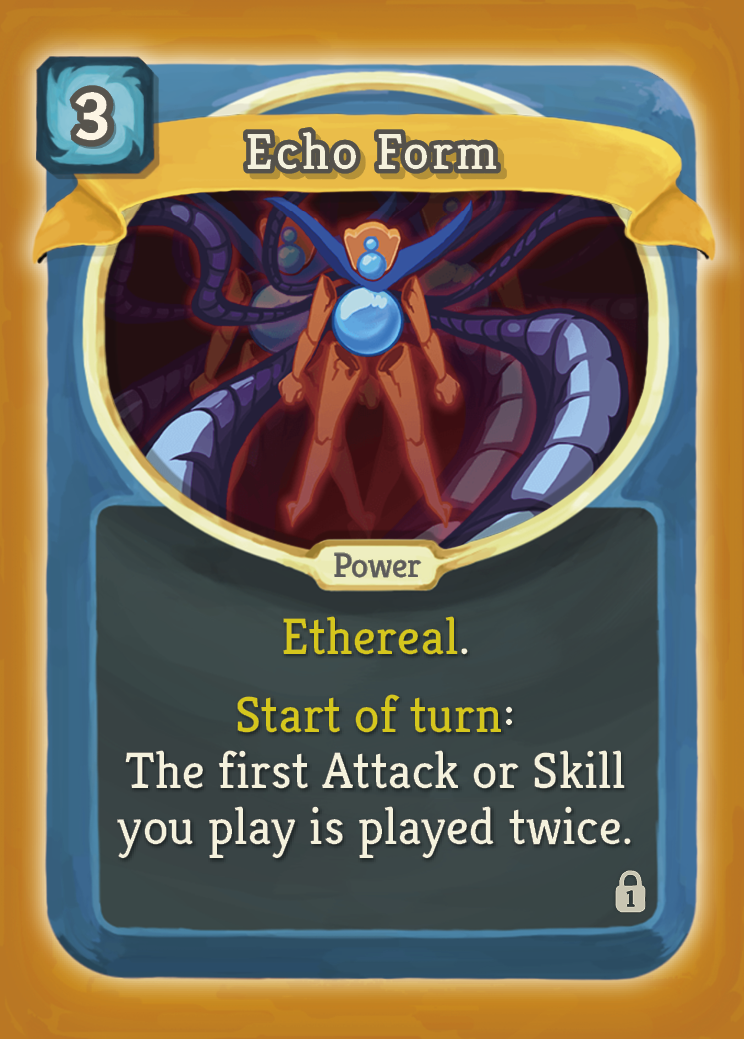 3
Echo Form
Power
Ethereal.
Start of turn:
The first Attack or Skill
you play is played twice.
1